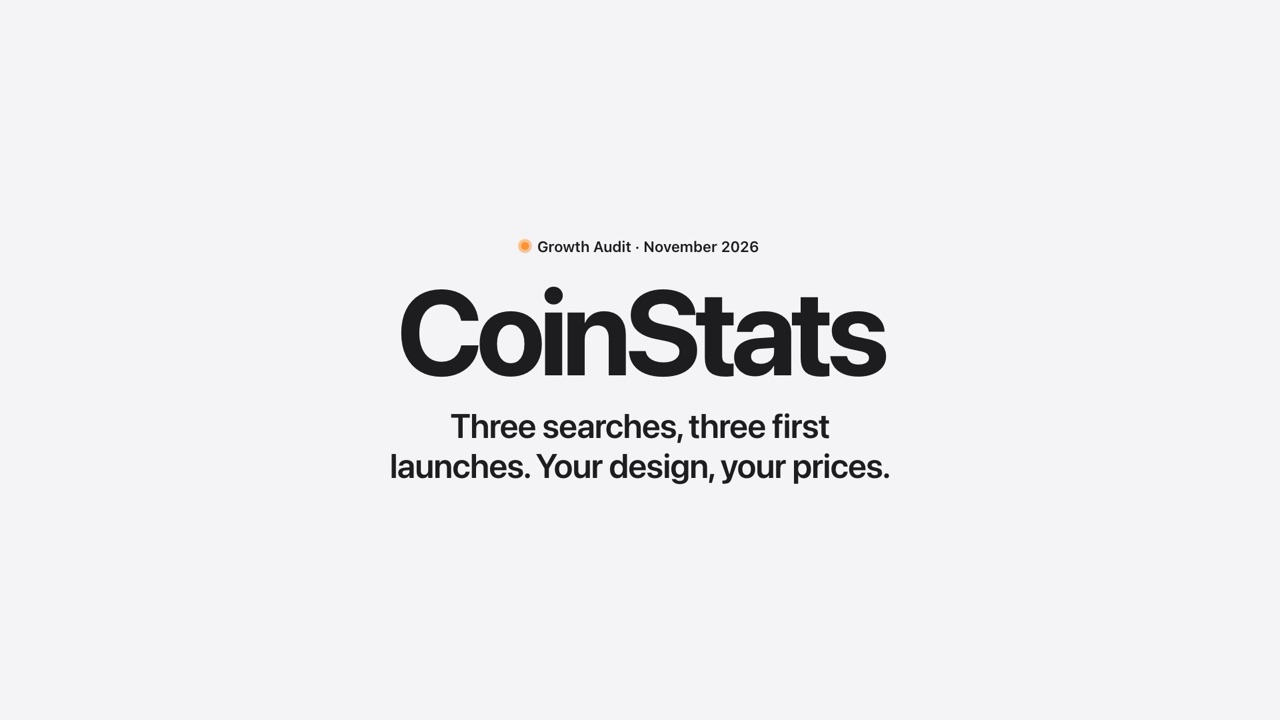 Growth Audit · November 2026
CoinStats
Three searches, three first
launches. Your design, your prices.